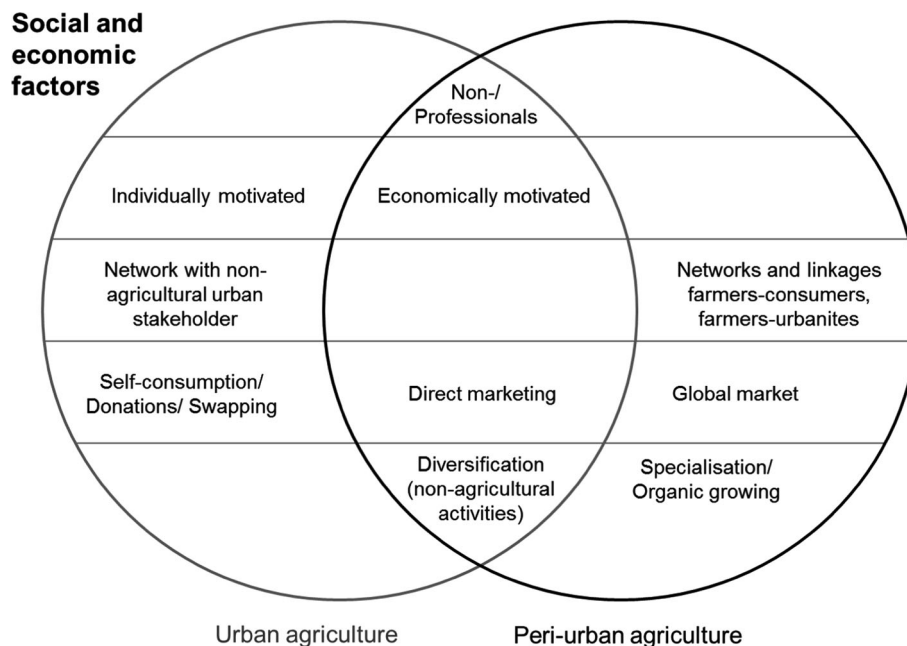 Social and
economic
factors
Non-/
Professionals
Individually motivated
Economically motivated
Network with non-
agricultural urban
stakeholder
Networks and linkages
farmers-consumers,
farmers-urbanites
Self-consumption/
Donations/ Swapping
Direct marketing
Global market
Diversification
(non-agricultural
activities)
Specialisation/
Organic growing
Urban agriculture
Peri-urban agriculture